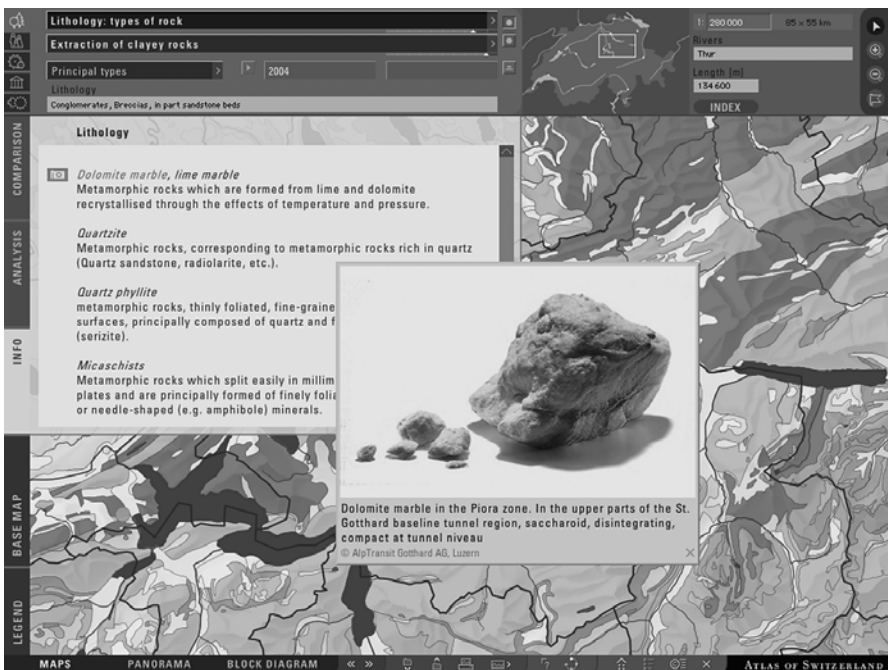 Lithology: types of rock
Extraction of clayey rocks
Principal types
2004
Lithology
Conglomerates, Breccias, in part sandstone beds
1: 280 000
85 x 55 km
Rivers
Thur
Length [m]
134 600
INDEX
COMPARISON
ANALYSIS
INFO
BASE MAP
LEGEND
Lithology
Dolomite marble, lime marble
Metamorphic rocks which are formed from lime and dolomite
recrystallised through the effects of temperature and pressure.
Quartzite
Metamorphic rocks, corresponding to metamorphic rocks rich in quartz
(Quartz sandstone, radiolarite, etc.).
Quartz phyllite
metamorphic rocks, thinly foliated, fine-graine
surfaces, principally composed of quartz and f
(serizite).
Micaschists
Metamorphic rocks which split easily in millim
plates and are principally formed of finely folia
or needle-shaped (e.g. amphibole) minerals.
Dolomite marble in the Piora zone. In the upper parts of the St.
Gotthard baseline tunnel region, saccharoid, disintegrating,
compact at tunnel niveau
© AlpTransit Gotthard AG, Luzern
MAPS
PANORAMA
BLOCK DIAGRAM
ATLAS OF SWITZERLAND